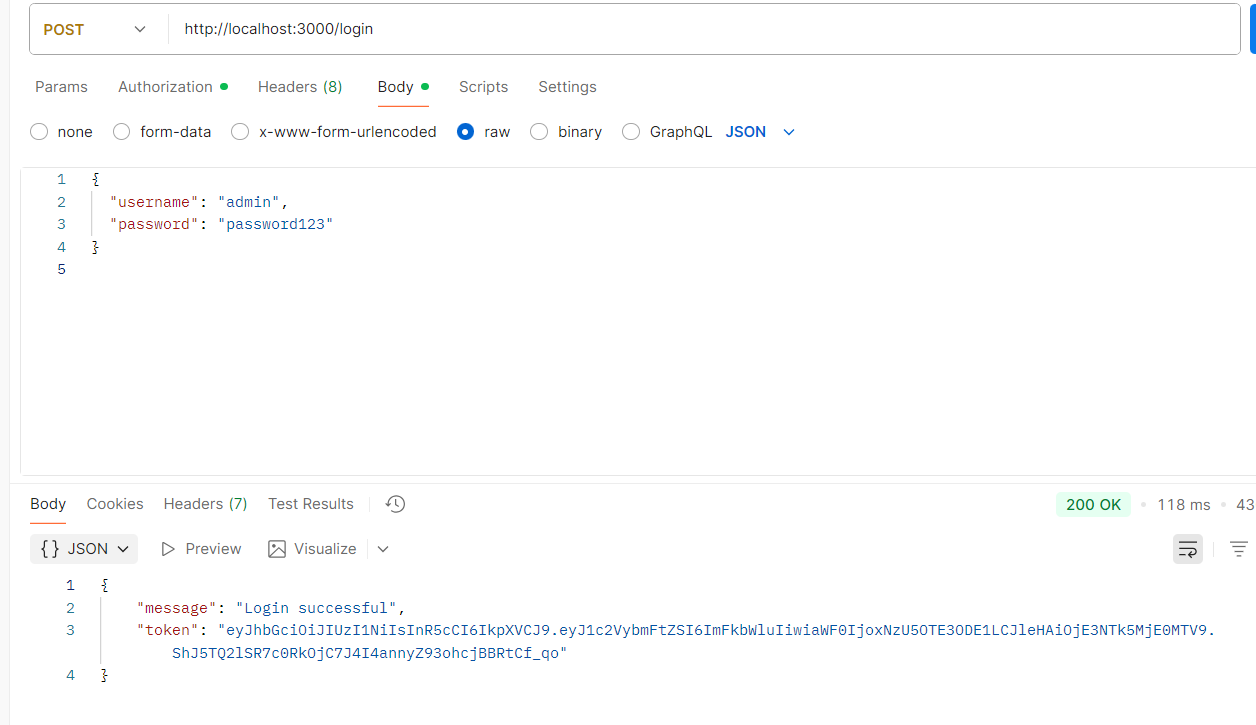 POST http://localhost:3000/login
Params Authorization Headers (8) Body Scripts Settings
none form-data x-www-form-urlencoded raw binary GraphQL JSON
1 {
2 "username": "admin",
3 "password": "password123"
4 }
5
Body Cookies Headers (7) Test Results 200 OK 118 ms 43
{} JSON Preview Visualize
1 {
2 "message": "Login successful",
3 "token": "eyJhbGciOiJIUzI1NiIsInR5cCI6IkpXVCJ9.eyJ1c2VybmFtZSI6ImFkbWluIiwiaWF0IjoxNzU5OTE3ODE1LCJleHAiOjE3NTk5MjE0MTV9.
ShJ5TQ2lSR7c0RkOjC7J4I4annyZ93ohcjBBRtCf_qo"
4 }